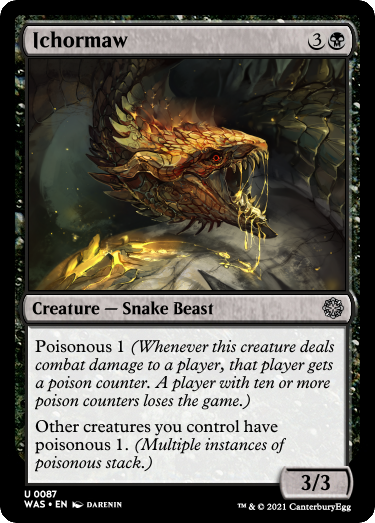 Ichormaw 3
Creature — Snake Beast
Poisonous 1 (Whenever this creature deals
combat damage to a player, that player gets
a poison counter. A player with ten or more
poison counters loses the game.)
Other creatures you control have
poisonous 1. (Multiple instances of
poisonous stack.)
3/3
U 0087
WAS • EN DARENIN
™ & © 2021 CanterburyEgg